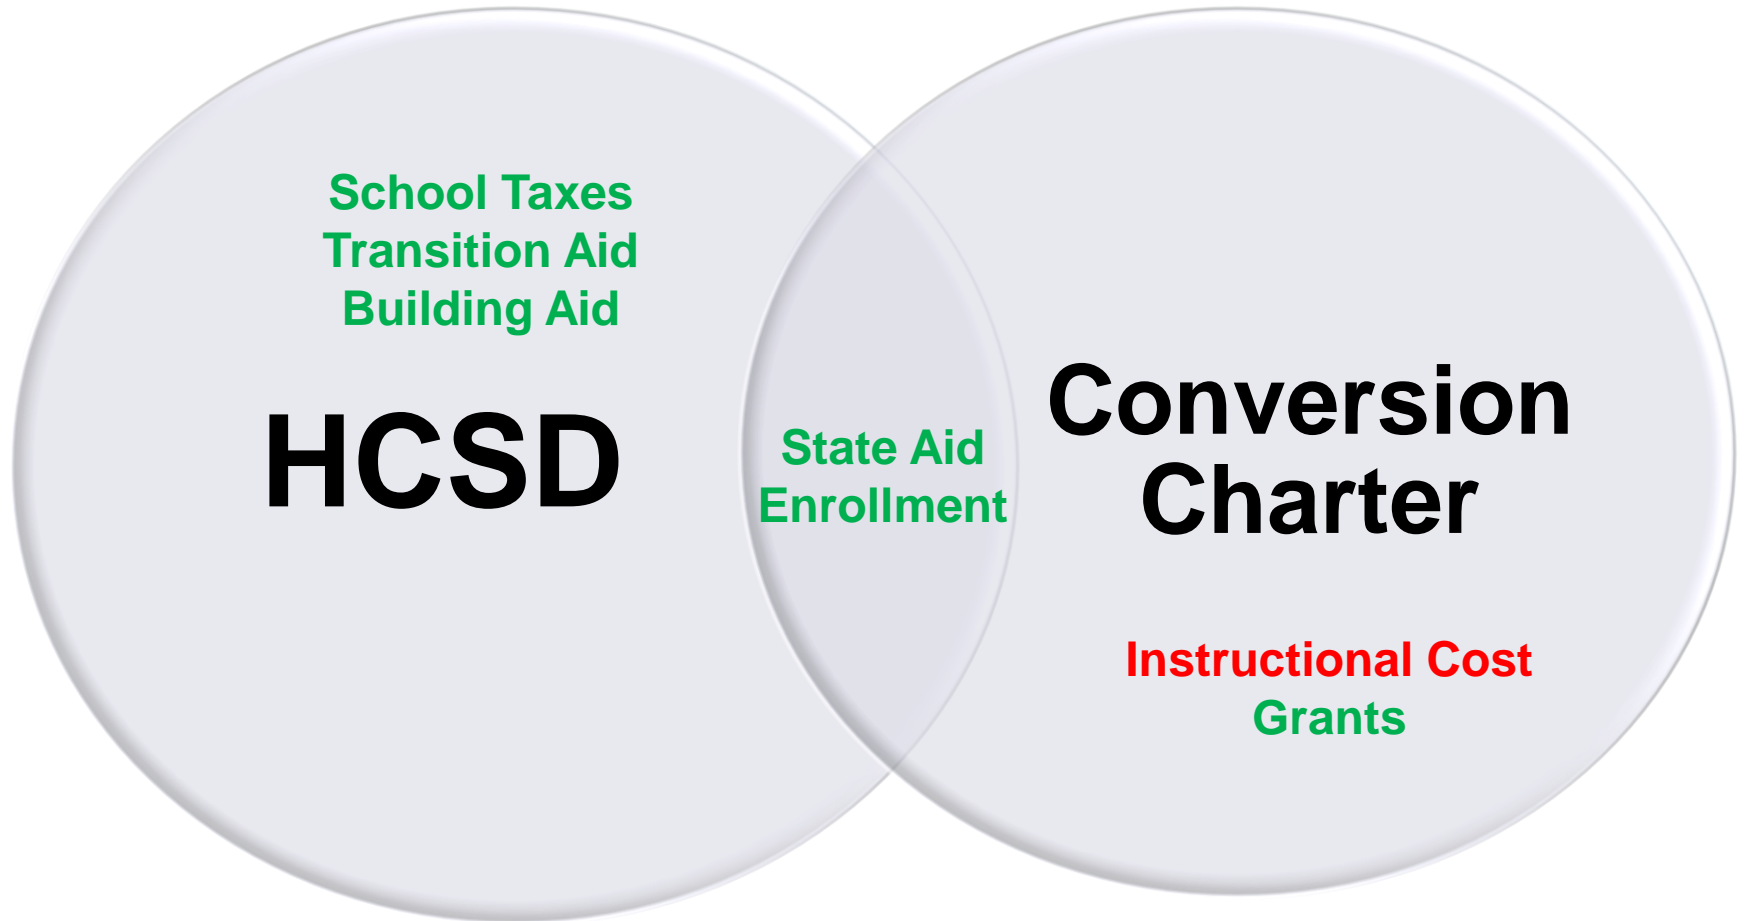 School Taxes
Transition Aid
Building Aid
HCSD
State Aid
Enrollment
Conversion
Charter
Instructional Cost
Grants